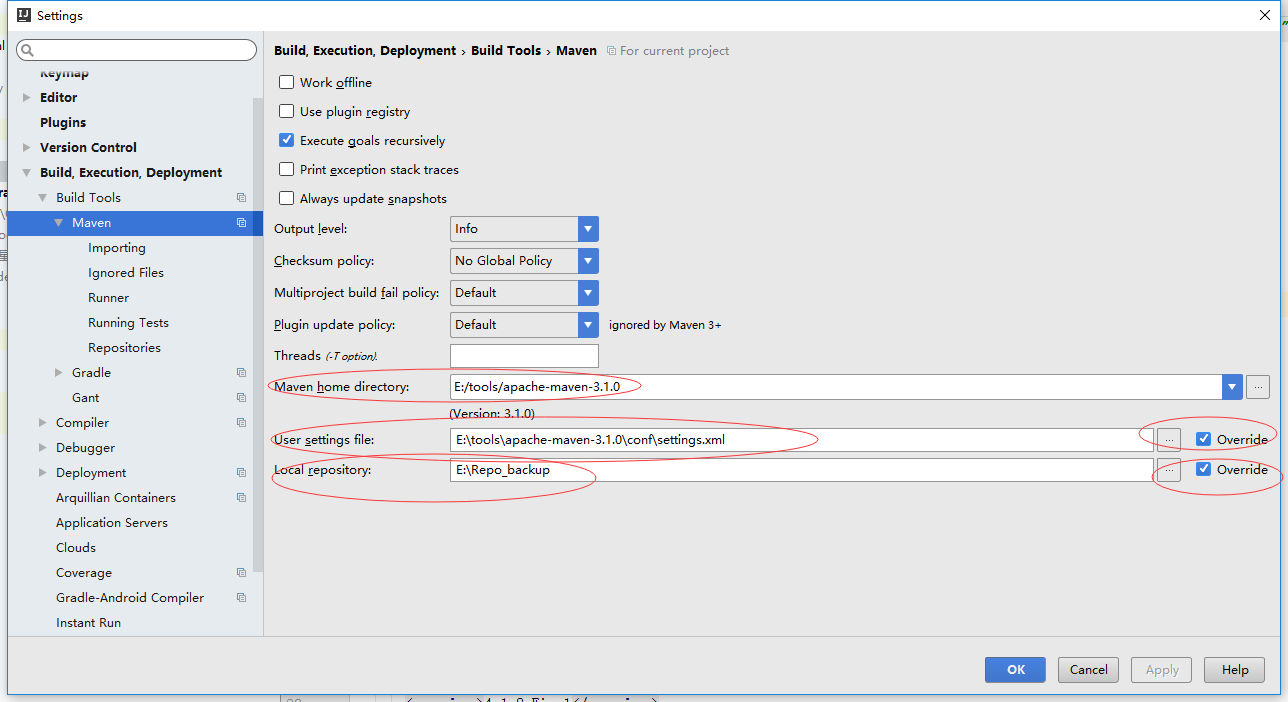 Settings
Build, Execution, Deployment › Build Tools › Maven For current project
Keymap
Editor
Plugins
Version Control
Build, Execution, Deployment
Build Tools
Maven
Importing
Ignored Files
Runner
Running Tests
Repositories
Gradle
Gant
Compiler
Debugger
Deployment
Arquillian Containers
Application Servers
Clouds
Coverage
Gradle-Android Compiler
Instant Run
Work offline
Use plugin registry
Execute goals recursively
Print exception stack traces
Always update snapshots
Output level: Info
Checksum policy: No Global Policy
Multiproject build fail policy: Default
Plugin update policy: Default ignored by Maven 3+
Threads (-T option).
Maven home directory: E:/tools/apache-maven-3.1.0 ...
(Version: 3.1.0)
User settings file: E:\tools\apache-maven-3.1.0\conf\settings.xml ... Override
Local repository: E:\Repo_backup ... Override
OK Cancel Apply Help